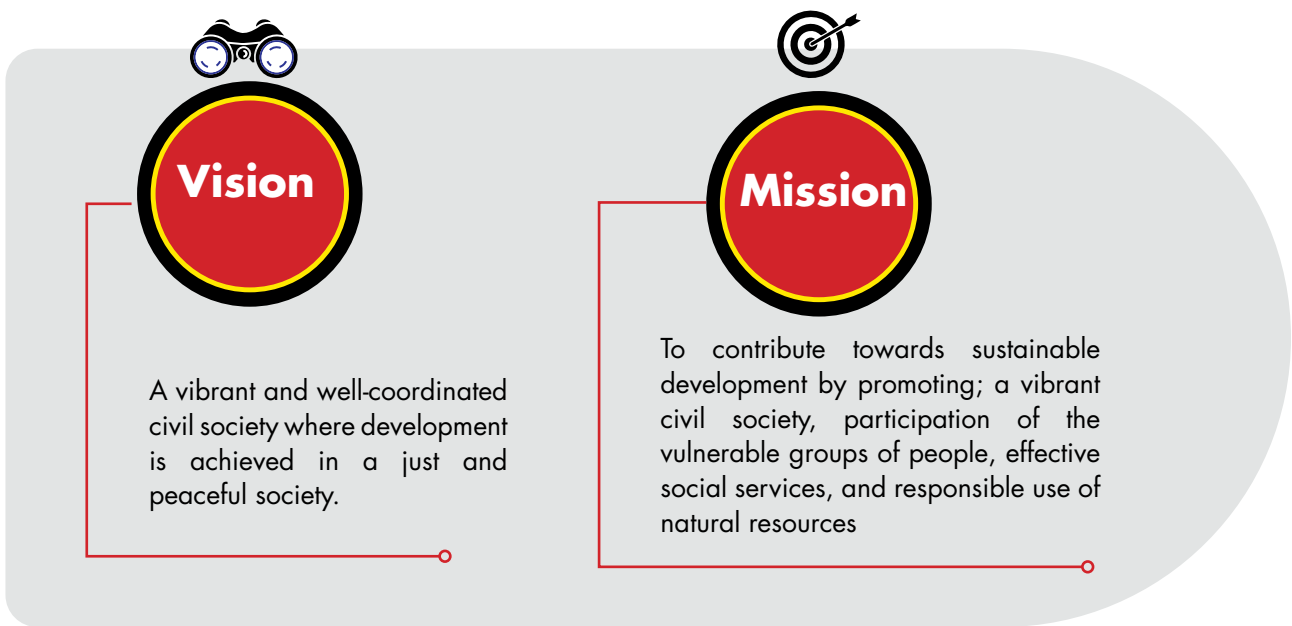 Vision
A vibrant and well-coordinated
civil society where development
is achieved in a just and
peaceful society.
Mission
To contribute towards sustainable
development by promoting; a vibrant
civil society, participation of the
vulnerable groups of people, effective
social services, and responsible use of
natural resources